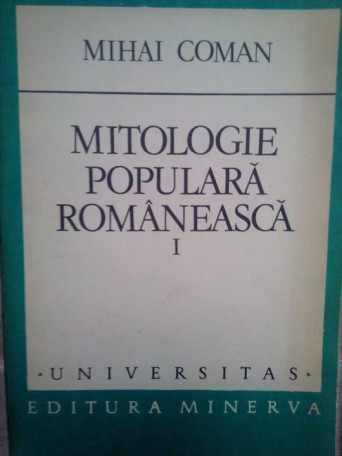 MIHAI COMAN
MITOLOGIE
POPULARĂ
ROMÂNEASCĂ
I
· UNIVERSITAS ·
EDITURA MINERVA